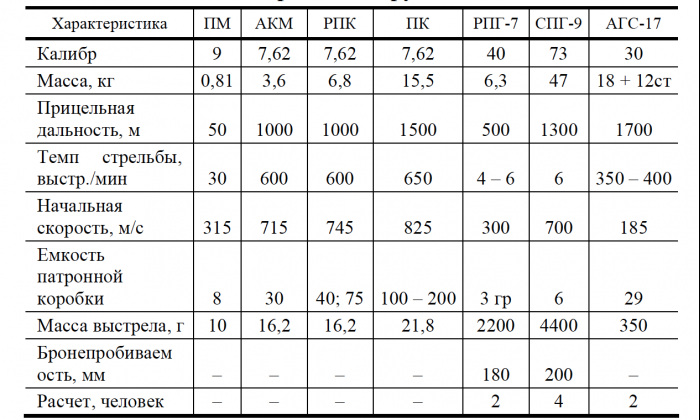 Характеристика ПМ АКМ РПК ПК РПГ-7 СПГ-9 АГС-17
Калибр 9 7,62 7,62 7,62 40 73 30
Масса, кг 0,81 3,6 6,8 15,5 6,3 47 18 + 12ст
Прицельная
дальность, м 50 1000 1000 1500 500 1300 1700
Темп стрельбы,
выстр./мин 30 600 600 650 4 – 6 6 350 – 400
Начальная
скорость, м/с 315 715 745 825 300 700 185
Емкость
патронной
коробки 8 30 40; 75 100 – 200 3 гр 6 29
Масса выстрела, г 10 16,2 16,2 21,8 2200 4400 350
Бронепробиваем
ость, мм – – – – 180 200 –
Расчет, человек – – – – 2 4 2